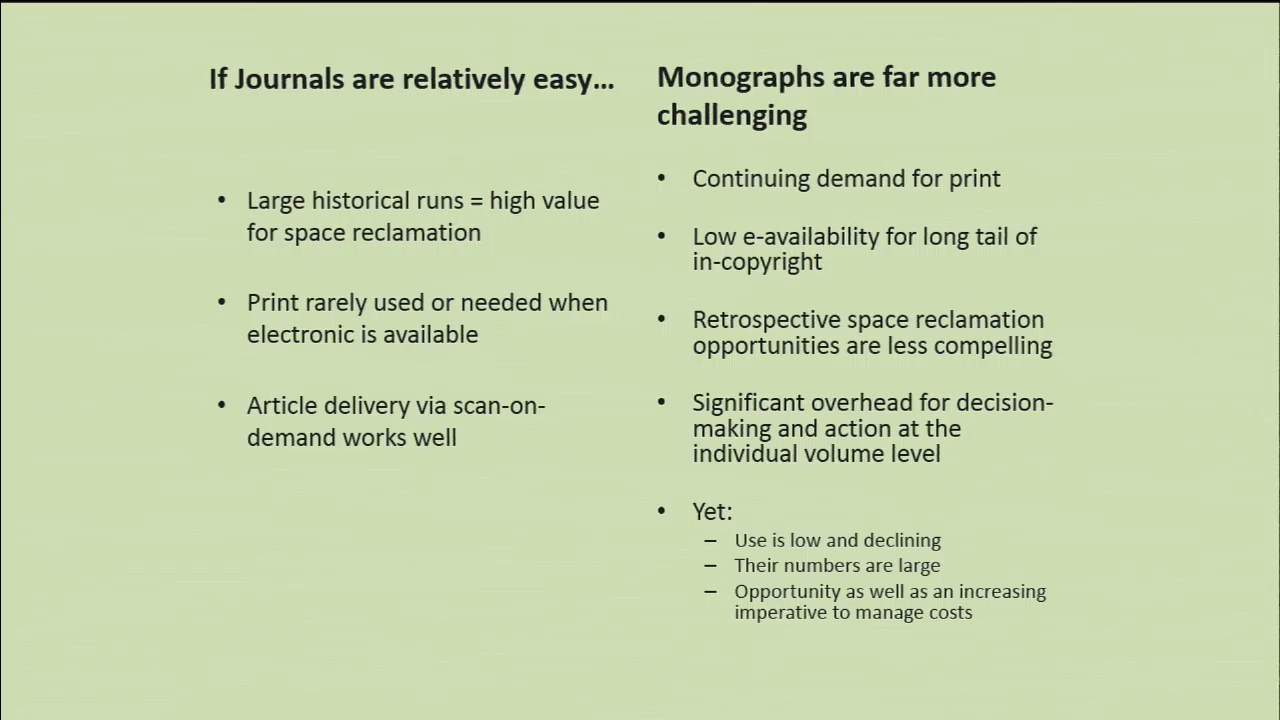 If Journals are relatively easy…
• Large historical runs = high value
for space reclamation
• Print rarely used or needed when
electronic is available
• Article delivery via scan-on-
demand works well
Monographs are far more
challenging
• Continuing demand for print
• Low e-availability for long tail of
in-copyright
• Retrospective space reclamation
opportunities are less compelling
• Significant overhead for decision-
making and action at the
individual volume level
• Yet:
– Use is low and declining
– Their numbers are large
– Opportunity as well as an increasing
imperative to manage costs